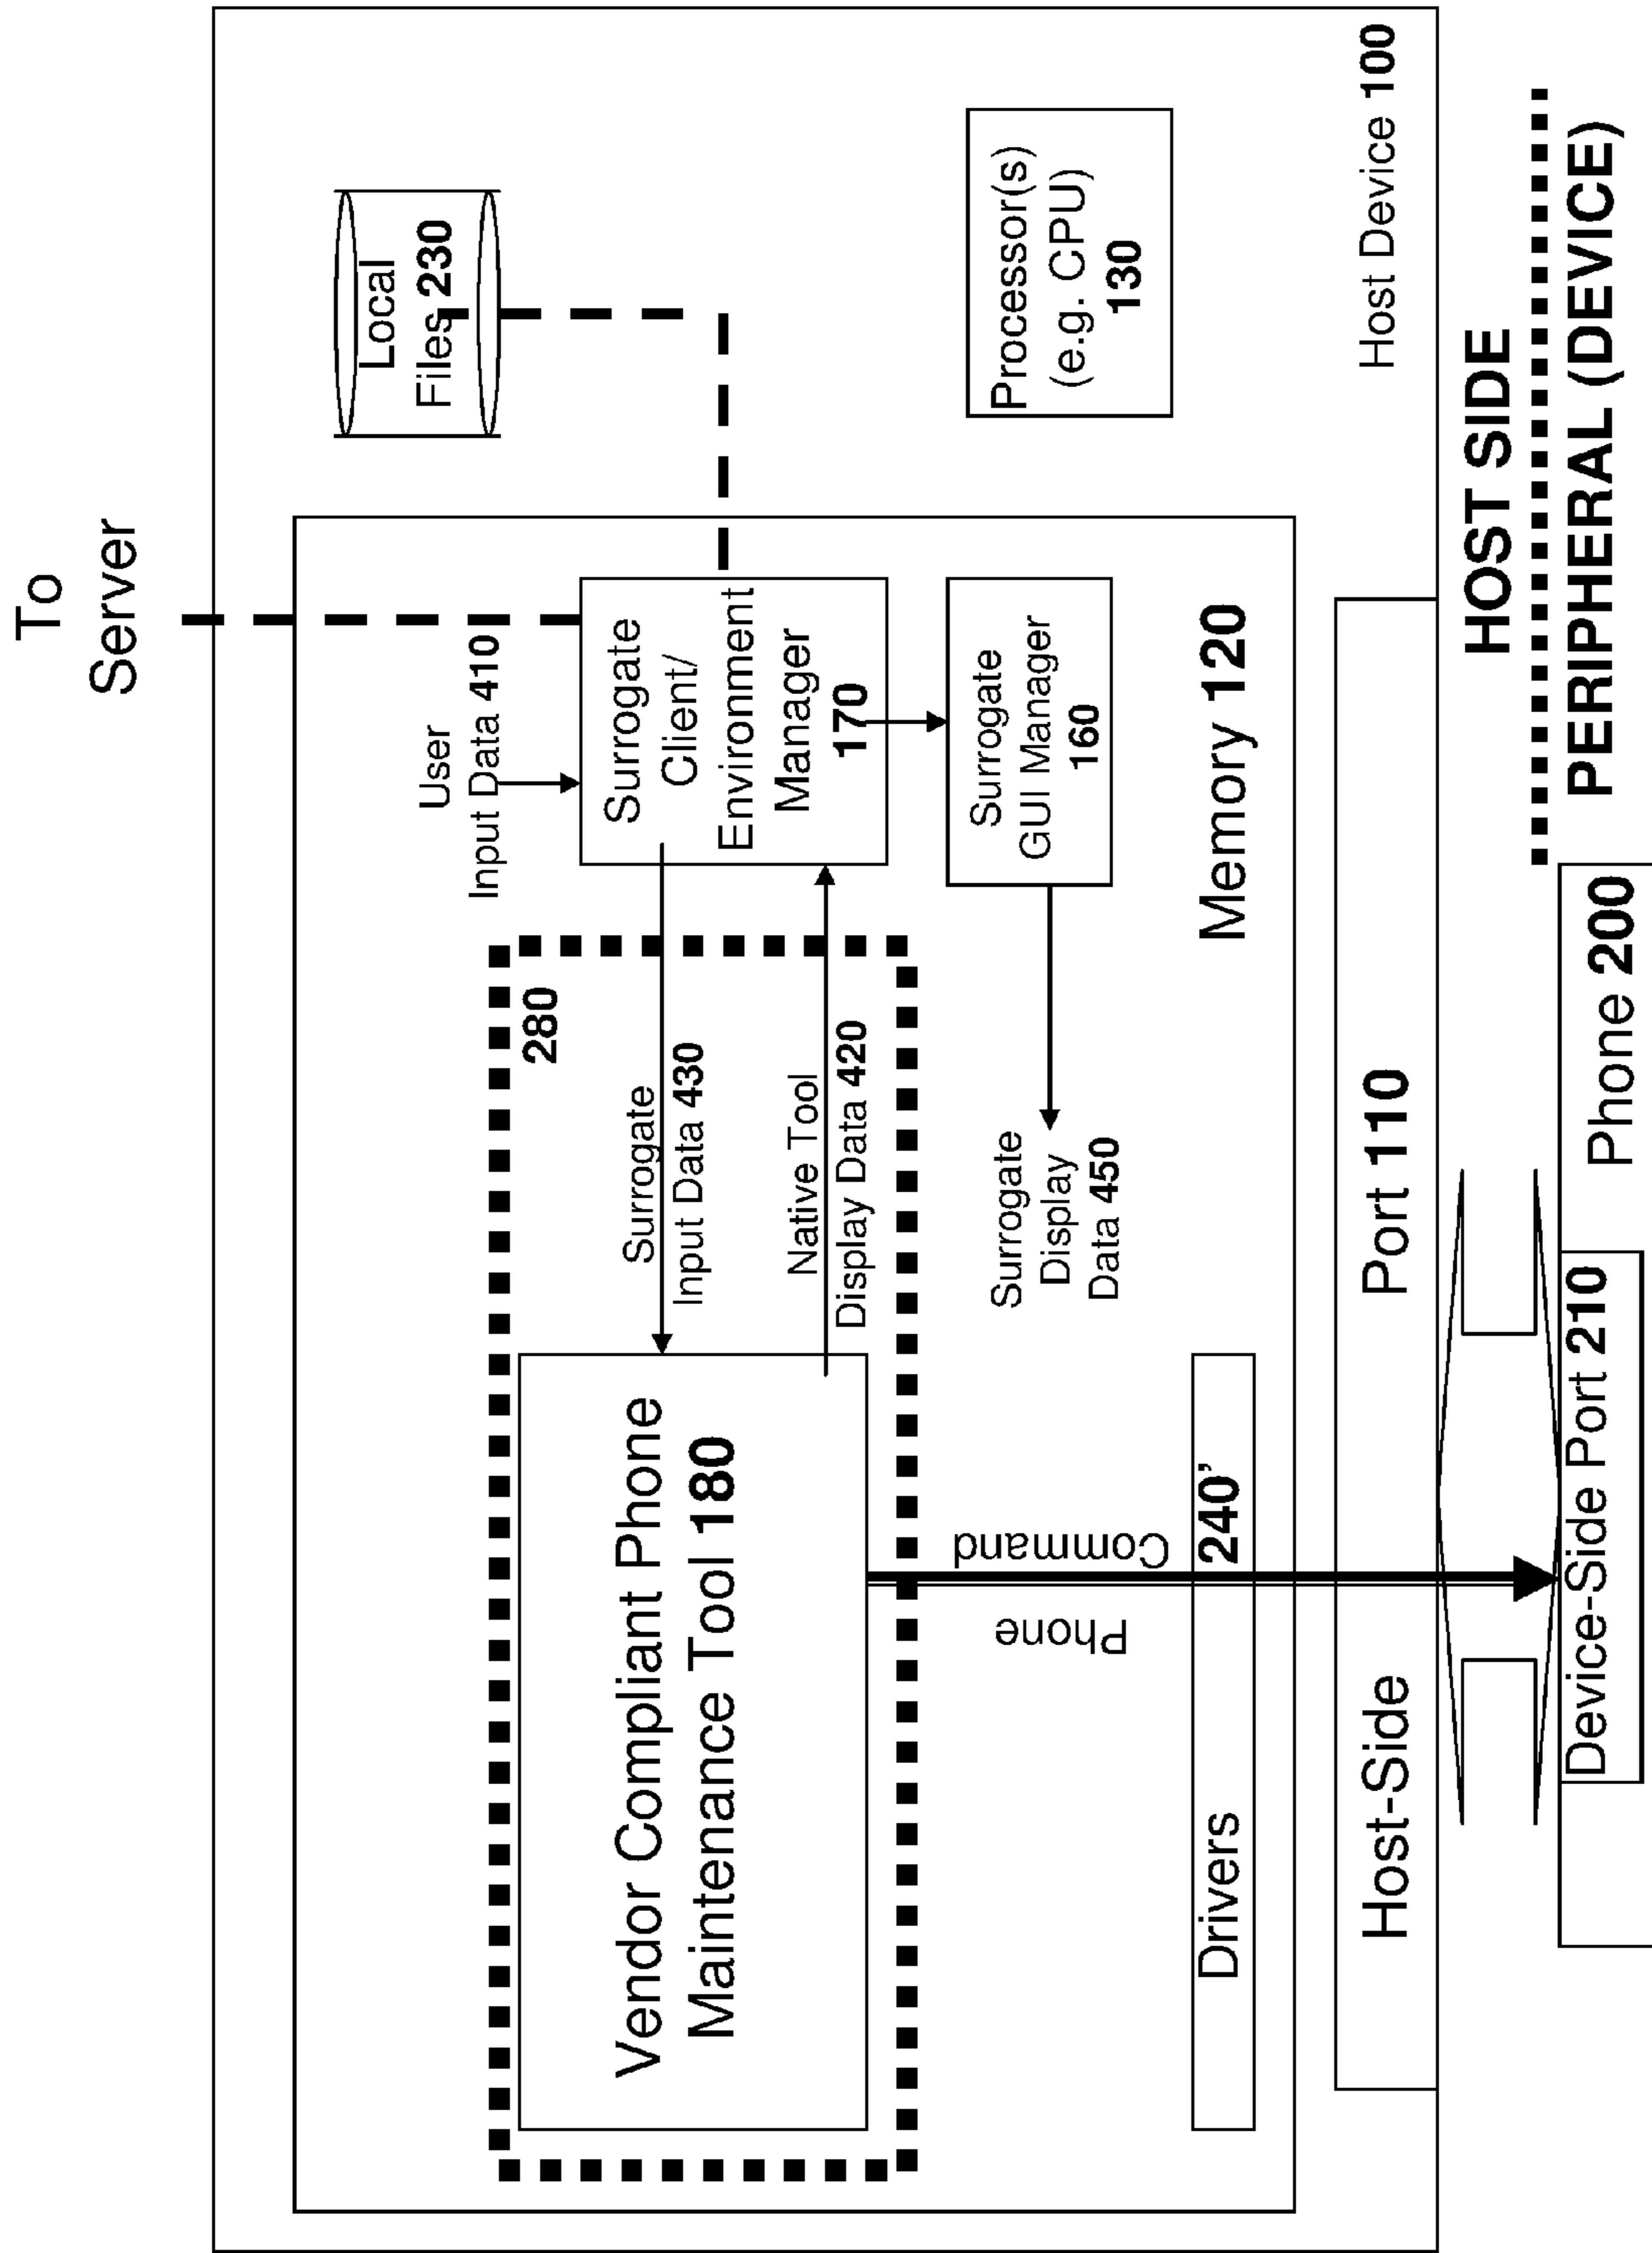 To
Server
Local
Files 230
User
Input Data 410
280
Vendor Compliant Phone
Maintenance Tool 180
Surrogate
Input Data 430
Native Tool
Display Data 420
Surrogate
Client/
Environment
Manager
170
Surrogate
GUI Manager
160
Surrogate
Display
Data 450
Processor(s)
(e.g. CPU)
130
Phone
Command
Drivers 240’
Memory 120
Host-Side Port 110
Host Device 100
HOST SIDE
PERIPHERAL (DEVICE)
Device-Side Port 210
Phone 200